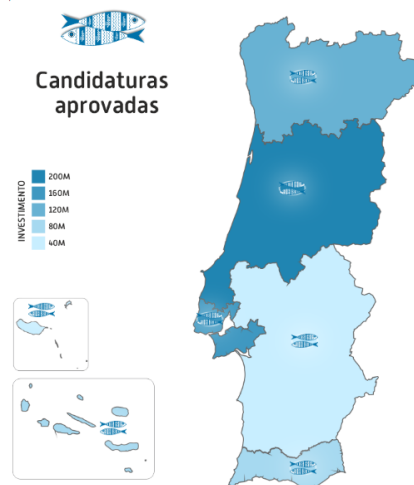 Candidaturas
aprovadas
INVESTIMENTO
200M
160M
120M
80M
40M